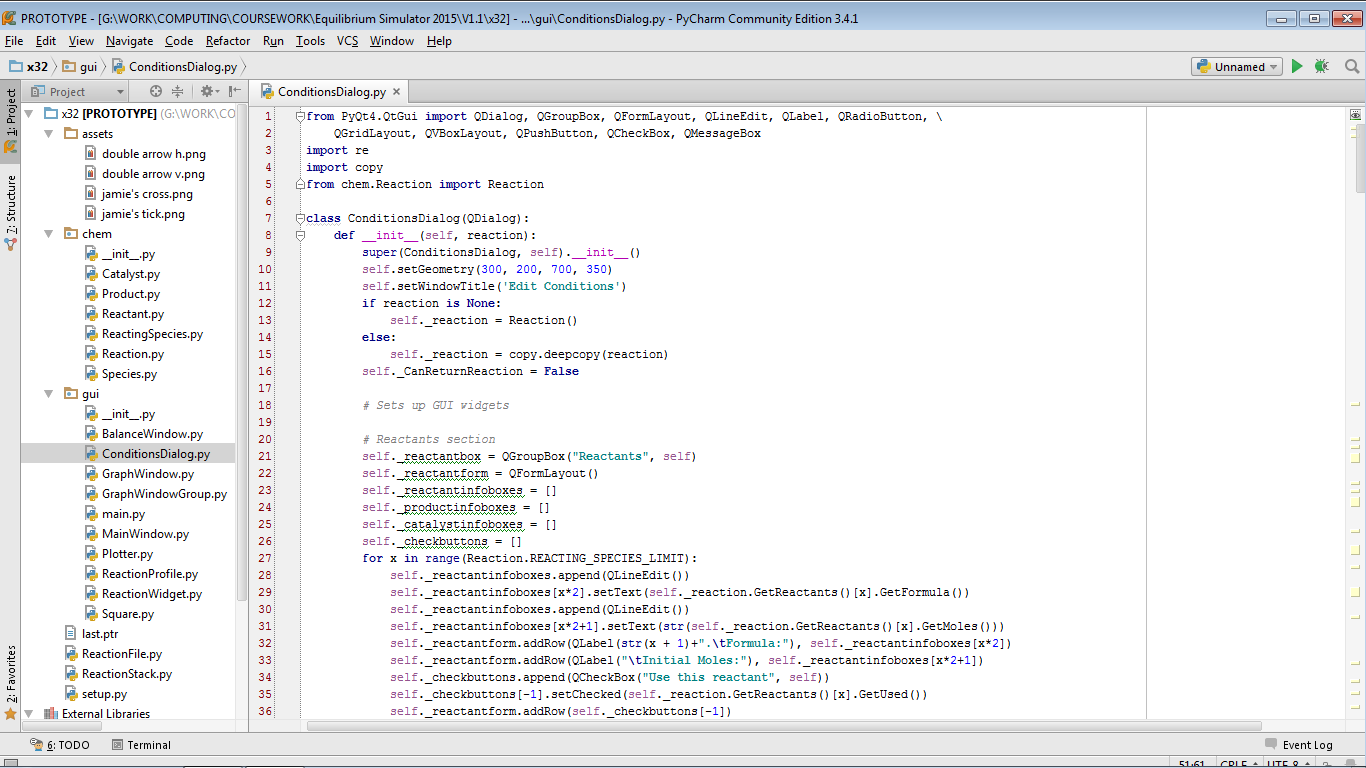 PROTOTYPE - [G:\WORK\COMPUTING\COURSEWORK\Equilibrium Simulator 2015\V1.1\x32] - ...\gui\ConditionsDialog.py - PyCharm Community Edition 3.4.1
File Edit View Navigate Code Refactor Run Tools VCS Window Help
x32 gui ConditionsDialog.py Unnamed
Project
ConditionsDialog.py
1: Project
7: Structure
2: Favorites
x32 [PROTOTYPE] (G:\WORK\CO
assets
double arrow h.png
double arrow v.png
jamie's cross.png
jamie's tick.png
chem
__init__.py
Catalyst.py
Product.py
Reactant.py
ReactingSpecies.py
Reaction.py
Species.py
gui
__init__.py
BalanceWindow.py
ConditionsDialog.py
GraphWindow.py
GraphWindowGroup.py
main.py
MainWindow.py
Plotter.py
ReactionProfile.py
ReactionWidget.py
Square.py
last.ptr
ReactionFile.py
ReactionStack.py
setup.py
External Libraries
1 from PyQt4.QtGui import QDialog, QGroupBox, QFormLayout, QLineEdit, QLabel, QRadioButton, \
2     QGridLayout, QVBoxLayout, QPushButton, QCheckBox, QMessageBox
3 import re
4 import copy
5 from chem.Reaction import Reaction
6
7 class ConditionsDialog(QDialog):
8     def __init__(self, reaction):
9         super(ConditionsDialog, self).__init__()
10         self.setGeometry(300, 200, 700, 350)
11         self.setWindowTitle('Edit Conditions')
12         if reaction is None:
13             self._reaction = Reaction()
14         else:
15             self._reaction = copy.deepcopy(reaction)
16         self._CanReturnReaction = False
17
18         # Sets up GUI widgets
19
20         # Reactants section
21         self._reactantbox = QGroupBox("Reactants", self)
22         self._reactantform = QFormLayout()
23         self._reactantinfoboxes = []
24         self._productinfoboxes = []
25         self._catalystinfoboxes = []
26         self._checkbuttons = []
27         for x in range(Reaction.REACTING_SPECIES_LIMIT):
28             self._reactantinfoboxes.append(QLineEdit())
29             self._reactantinfoboxes[x*2].setText(self._reaction.GetReactants()[x].GetFormula())
30             self._reactantinfoboxes.append(QLineEdit())
31             self._reactantinfoboxes[x*2+1].setText(str(self._reaction.GetReactants()[x].GetMoles()))
32             self._reactantform.addRow(QLabel(str(x + 1)+".\tFormula:"), self._reactantinfoboxes[x*2])
33             self._reactantform.addRow(QLabel("\tInitial Moles:"), self._reactantinfoboxes[x*2+1])
34             self._checkbuttons.append(QCheckBox("Use this reactant", self))
35             self._checkbuttons[-1].setChecked(self._reaction.GetReactants()[x].GetUsed())
36             self._reactantform.addRow(self._checkbuttons[-1])
6: TODO Terminal Event Log
51:61 CRLF UTF-8